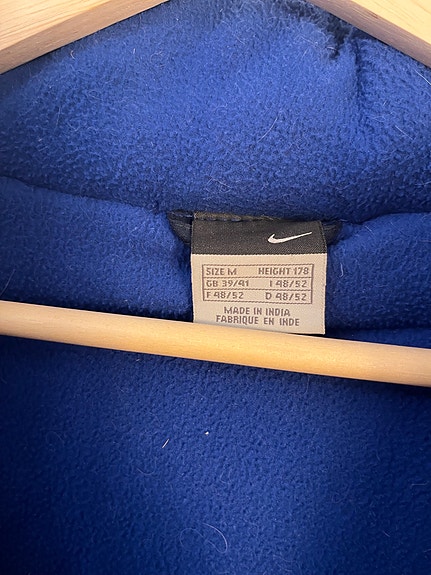 SIZE M HEIGHT 178
GB 39/41 I 48/52
F 48/52 D 48/52
MADE IN INDIA
FABRIQUE EN INDE